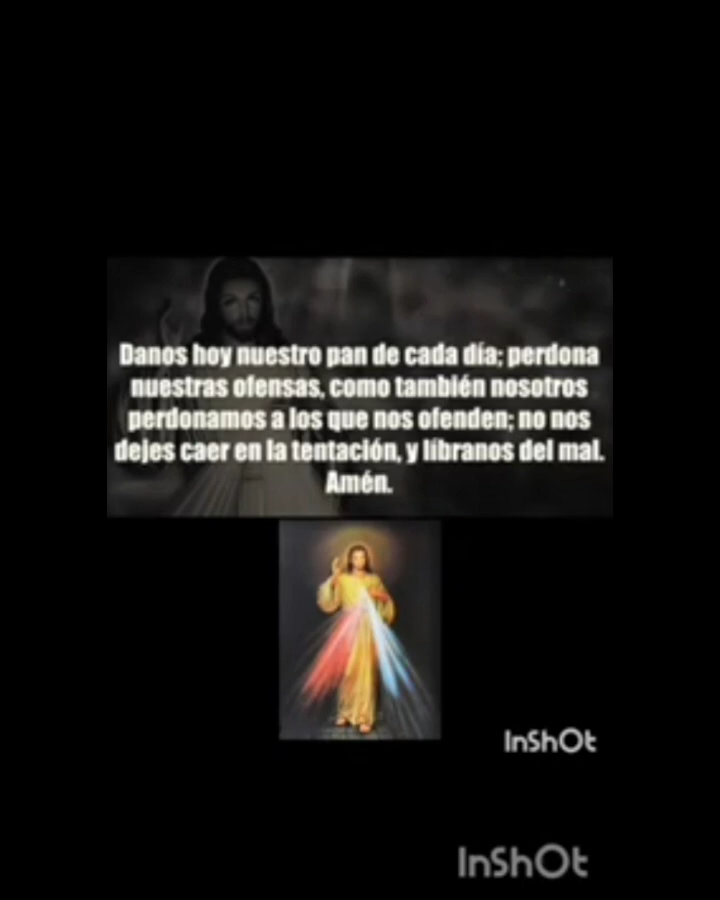 Danos hoy nuestro pan de cada día; perdona
nuestras ofensas, como también nosotros
perdonamos a los que nos ofenden; no nos
dejes caer en la tentación, y líbranos del mal.
Amén.
InShOt
InShOt